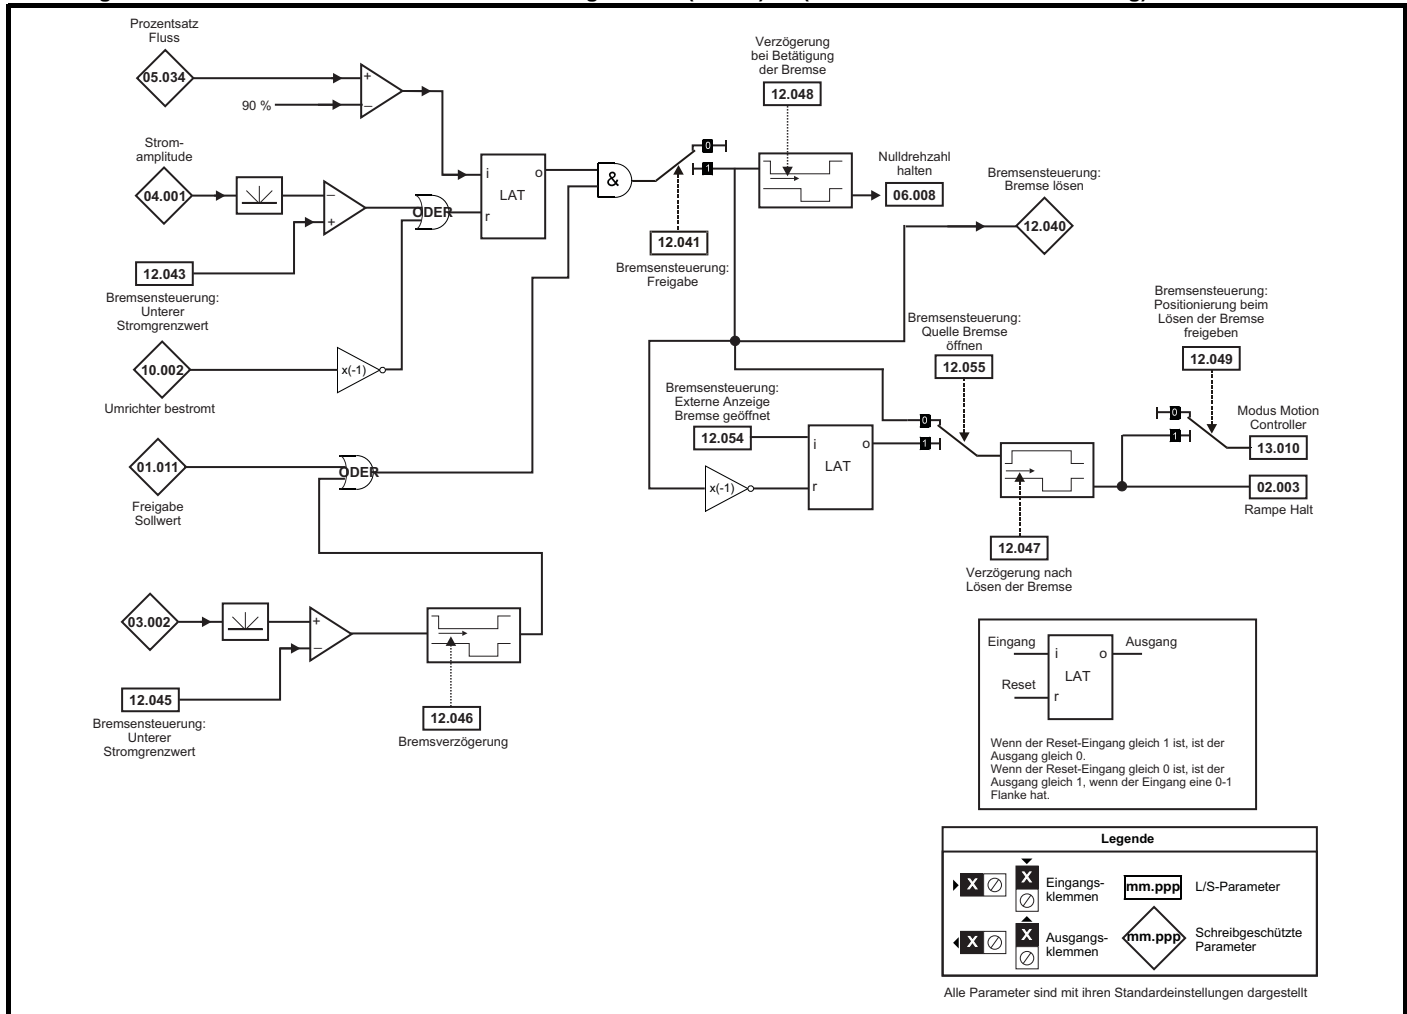 Prozentsatz
Fluss
05.034
90 %
+
–
Strom-
amplitude
04.001
–
+
12.043
Bremsensteuerung:
Unterer
Stromgrenzwert
10.002
Umrichter bestromt
x(-1)
ODER
i
o
LAT
r
&
0
1
12.041
Bremsensteuerung:
Freigabe
Verzögerung
bei Betätigung
der Bremse
12.048
Nulldrehzahl
halten
06.008
Bremsensteuerung:
Bremse lösen
12.040
01.011
Freigabe
Sollwert
ODER
03.002
+
–
12.045
Bremsensteuerung:
Unterer
Stromgrenzwert
12.046
Bremsverzögerung
Bremsensteuerung:
Externe Anzeige
Bremse geöffnet
12.054
x(-1)
i
o
LAT
r
Bremsensteuerung:
Quelle Bremse
öffnen
12.055
0
1
12.047
Verzögerung nach
Lösen der Bremse
Bremsensteuerung:
Positionierung beim
Lösen der Bremse
freigeben
12.049
0
1
Modus Motion
Controller
13.010
02.003
Rampe Halt
Eingang
Ausgang
i
o
LAT
Reset
r
Wenn der Reset-Eingang gleich 1 ist, ist der
Ausgang gleich 0.
Wenn der Reset-Eingang gleich 0 ist, ist der
Ausgang gleich 1, wenn der Eingang eine 0-1
Flanke hat.
Legende
X
X
Eingangs-
klemmen
mm.ppp
L/S-Parameter
X
X
Ausgangs-
klemmen
mm.ppp
Schreibgeschützte
Parameter
Alle Parameter sind mit ihren Standardeinstellungen dargestellt